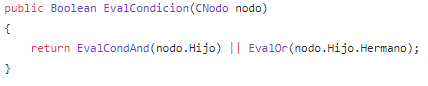 public Boolean EvalCondicion(CNodo nodo)
{
return EvalCondAnd(nodo.Hijo) || EvalOr(nodo.Hijo.Hermano);
}